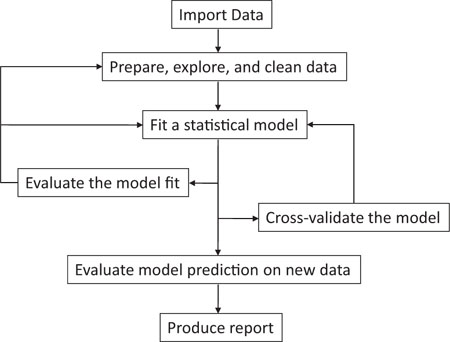 Import Data
Prepare, explore, and clean data
Fit a statistical model
Evaluate the model fit
Cross-validate the model
Evaluate model prediction on new data
Produce report